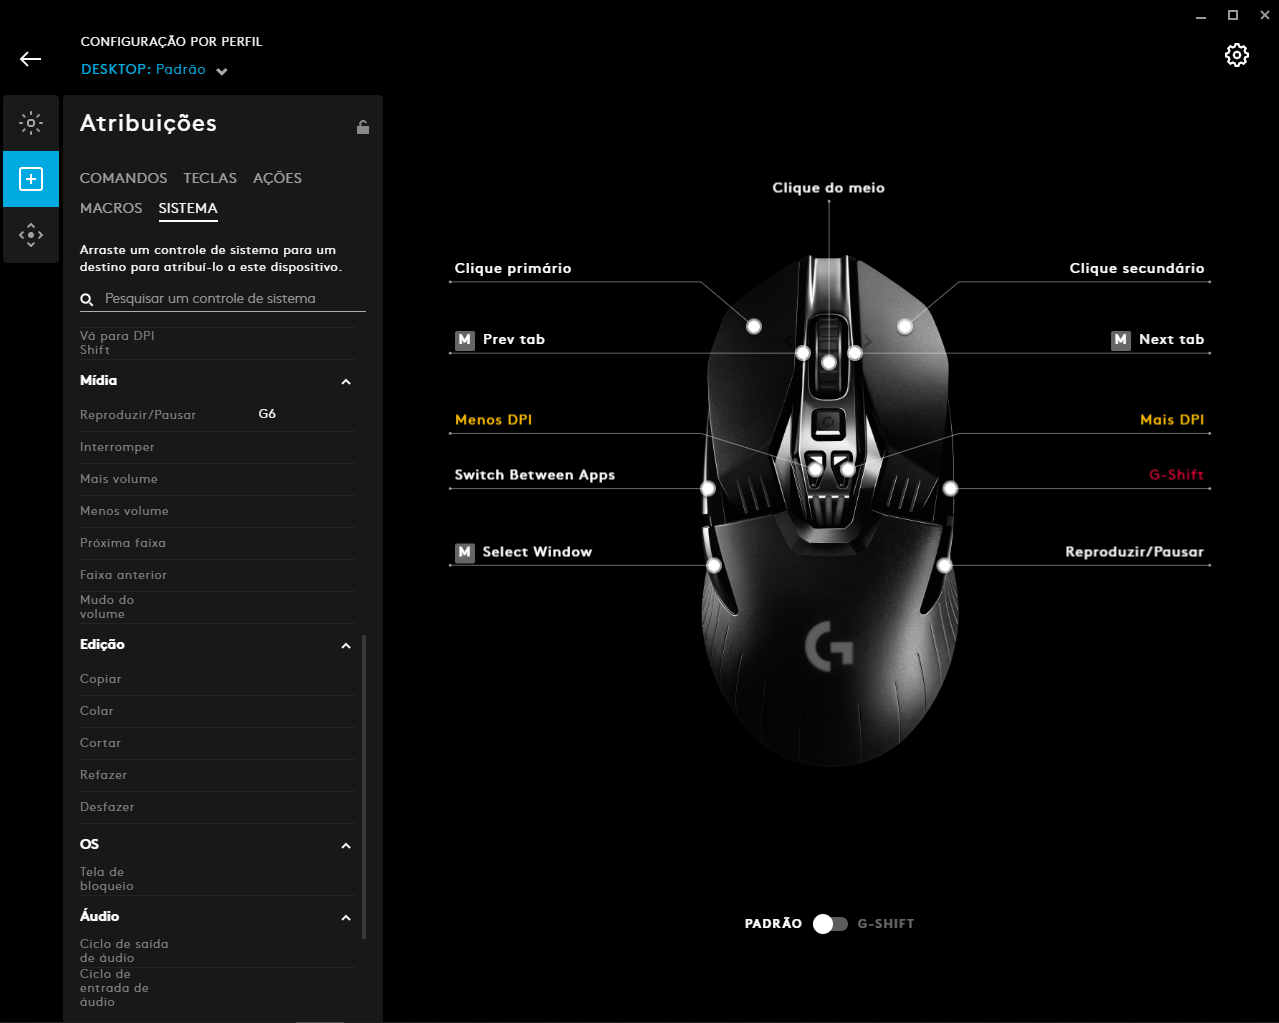 CONFIGURAÇÃO POR PERFIL
DESKTOP: Padrão
Atribuições
COMANDOS TECLAS AÇÕES
MACROS SISTEMA
Arraste um controle de sistema para um
destino para atribuí-lo a este dispositivo.
Pesquisar um controle de sistema
Vá para DPI
Shift
Mídia
Reproduzir/Pausar G6
Interromper
Mais volume
Menos volume
Próxima faixa
Faixa anterior
Mudo do
volume
Edição
Copiar
Colar
Cortar
Refazer
Desfazer
OS
Tela de
bloqueio
Áudio
Ciclo de saída
de áudio
Ciclo de
entrada de
áudio
Clique do meio
Clique primário
Clique secundário
M Prev tab
M Next tab
Menos DPI
Mais DPI
Switch Between Apps
G-Shift
M Select Window
Reproduzir/Pausar
G
PADRÃO G-SHIFT